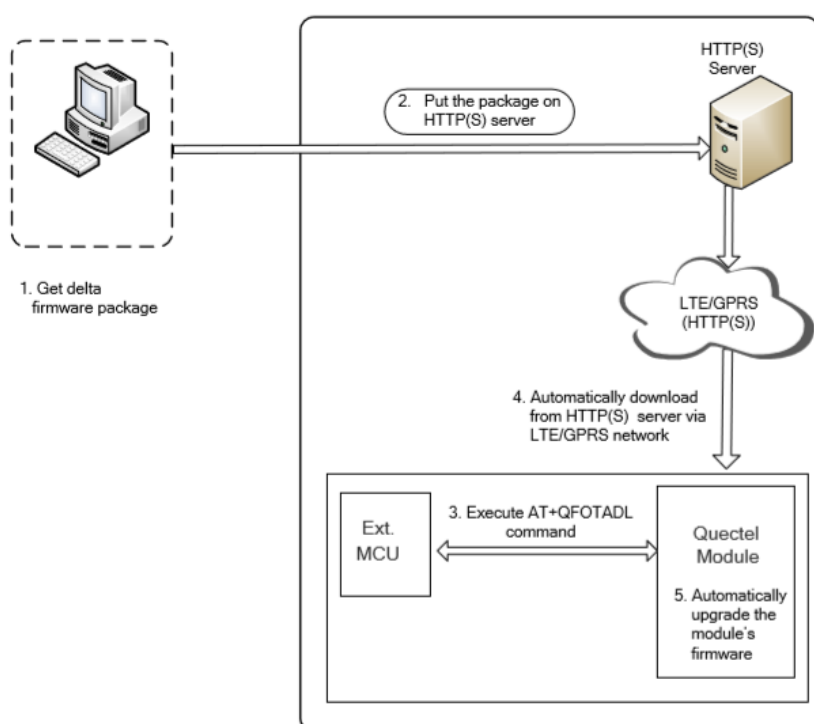 HTTP(S)
Server
2. Put the package on
HTTP(S) server
1. Get delta
firmware package
LTE/GPRS
(HTTP(S))
4. Automatically download
from HTTP(S) server via
LTE/GPRS network
3. Execute AT+QFOTADL
command
Ext.
MCU
Quectel
Module
5. Automatically
upgrade the
module`s
firmware